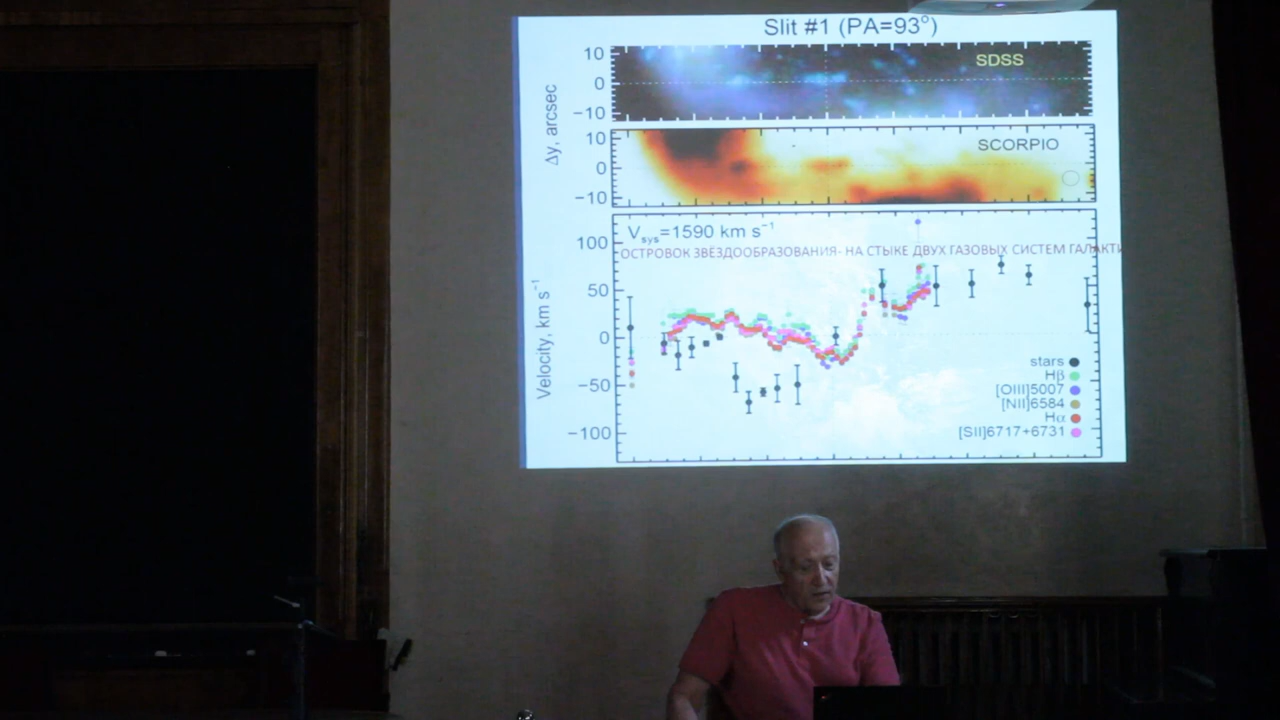 Slit #1 (PA=93°)
SDSS
10
0
−10
Δy, arcsec
SCORPIO
10
0
−10
Vsys=1590 km s⁻¹
ОСТРОВОК ЗВЁЗДООБРАЗОВАНИЯ- НА СТЫКЕ ДВУХ ГАЗОВЫХ СИСТЕМ ГАЛАКТИ
100
50
0
−50
−100
Velocity, km s⁻¹
stars
Hβ
[OIII]5007
[NII]6584
Hα
[SII]6717+6731